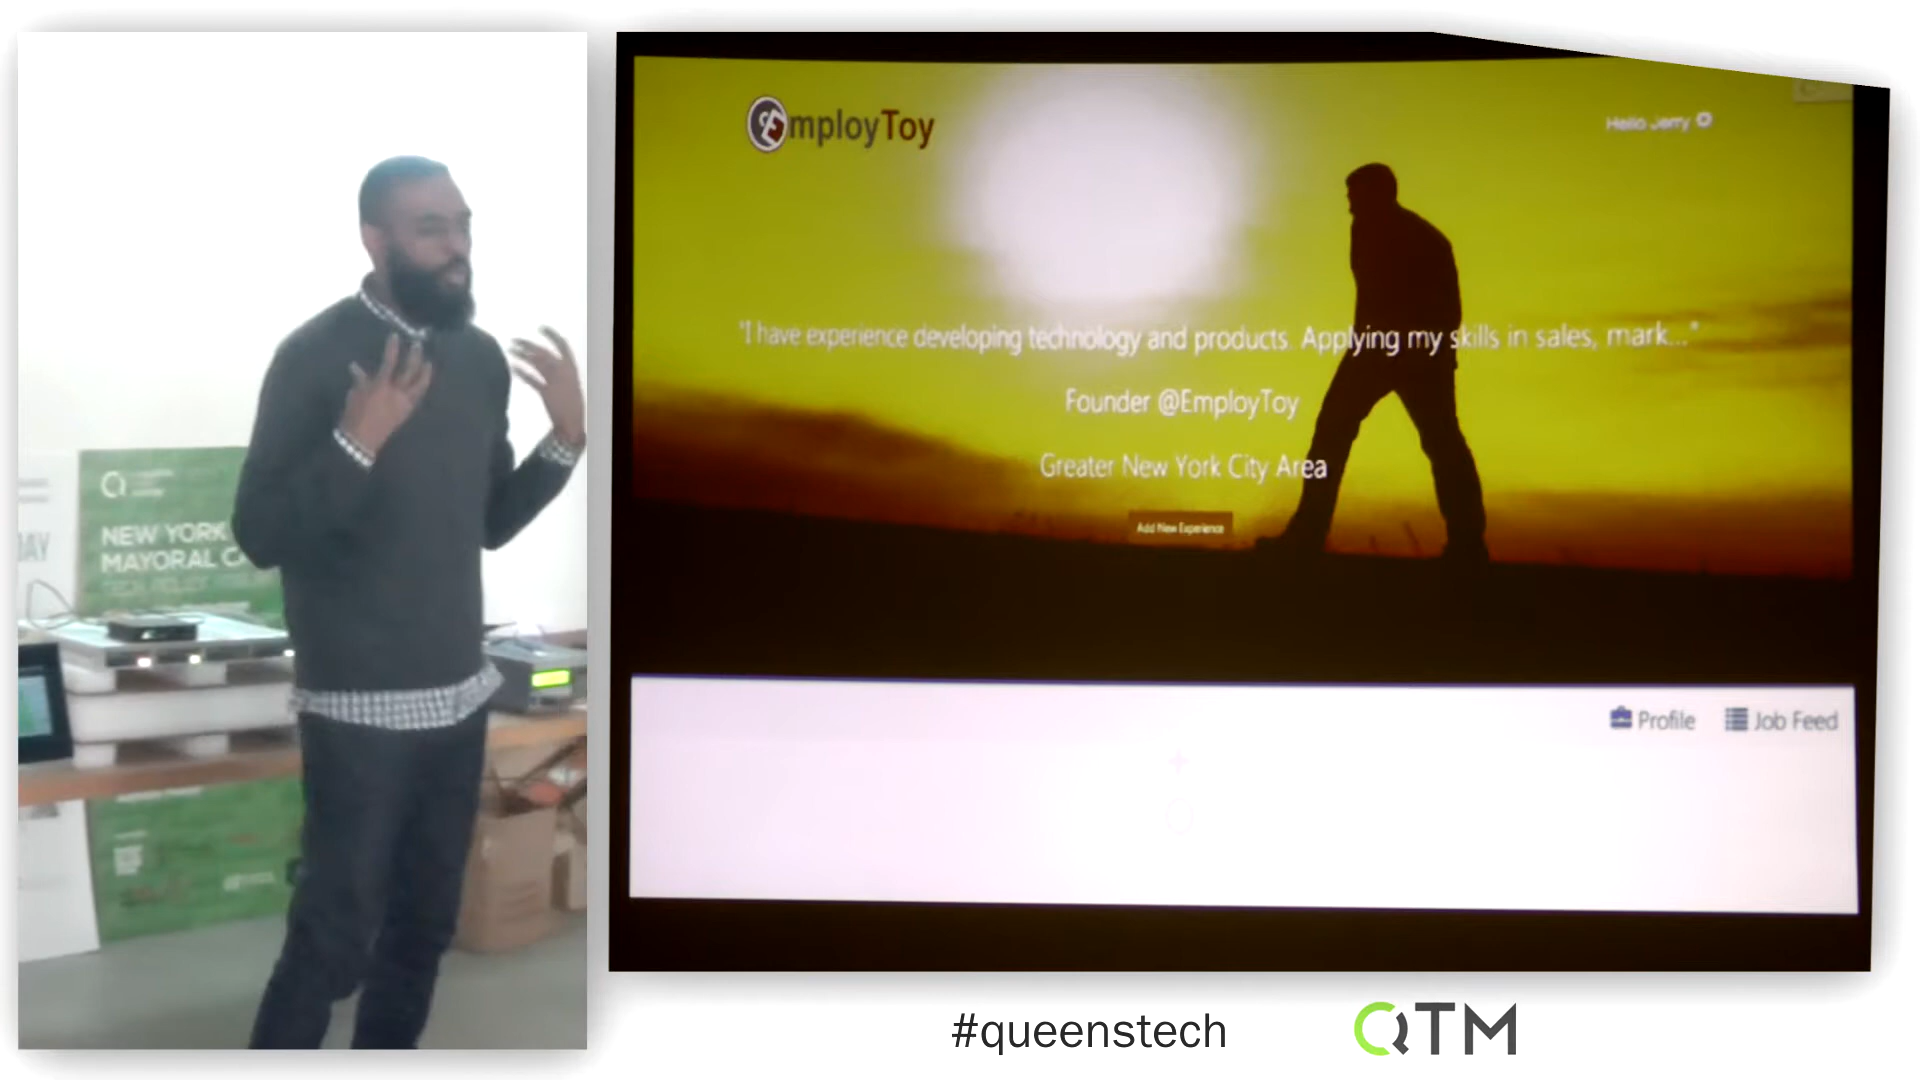 NEW YORK
MAYORAL
EmployToy
Hello Jerry
"I have experience developing technology and products. Applying my skills in sales, mark..."
Founder @EmployToy
Greater New York City Area
Add New Experience
Profile
Job Feed
#queenstech
QTM